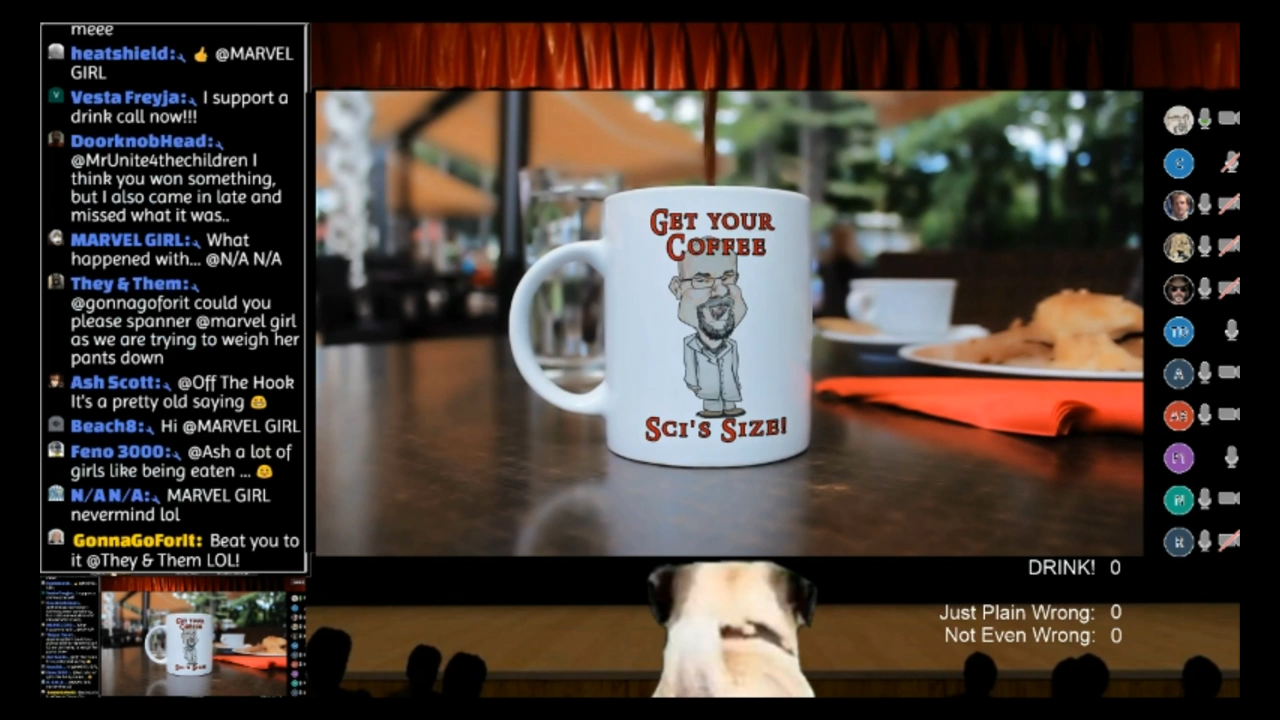 meee
heatshield: 👍 @MARVEL
GIRL
Vesta Freyja: I support a
drink call now!!!
DoorknobHead:
@MrUnite4thechildren I
think you won something,
but I also came in late and
missed what it was..
MARVEL GIRL: What
happened with... @N/A N/A
They & Them:
@gonnagoforit could you
please spanner @marvel girl
as we are trying to weigh her
pants down
Ash Scott: @Off The Hook
It's a pretty old saying 😁
Beach8: Hi @MARVEL GIRL
Feno 3000: @Ash a lot of
girls like being eaten ... 😊
N/A N/A: MARVEL GIRL
nevermind lol
GonnaGoForIt: Beat you to
it @They & Them LOL!
GET YOUR
COFFEE
SCI'S SIZE!
DRINK! 0
Just Plain Wrong: 0
Not Even Wrong: 0
GET YOUR
COFFEE
SCI'S SIZE!